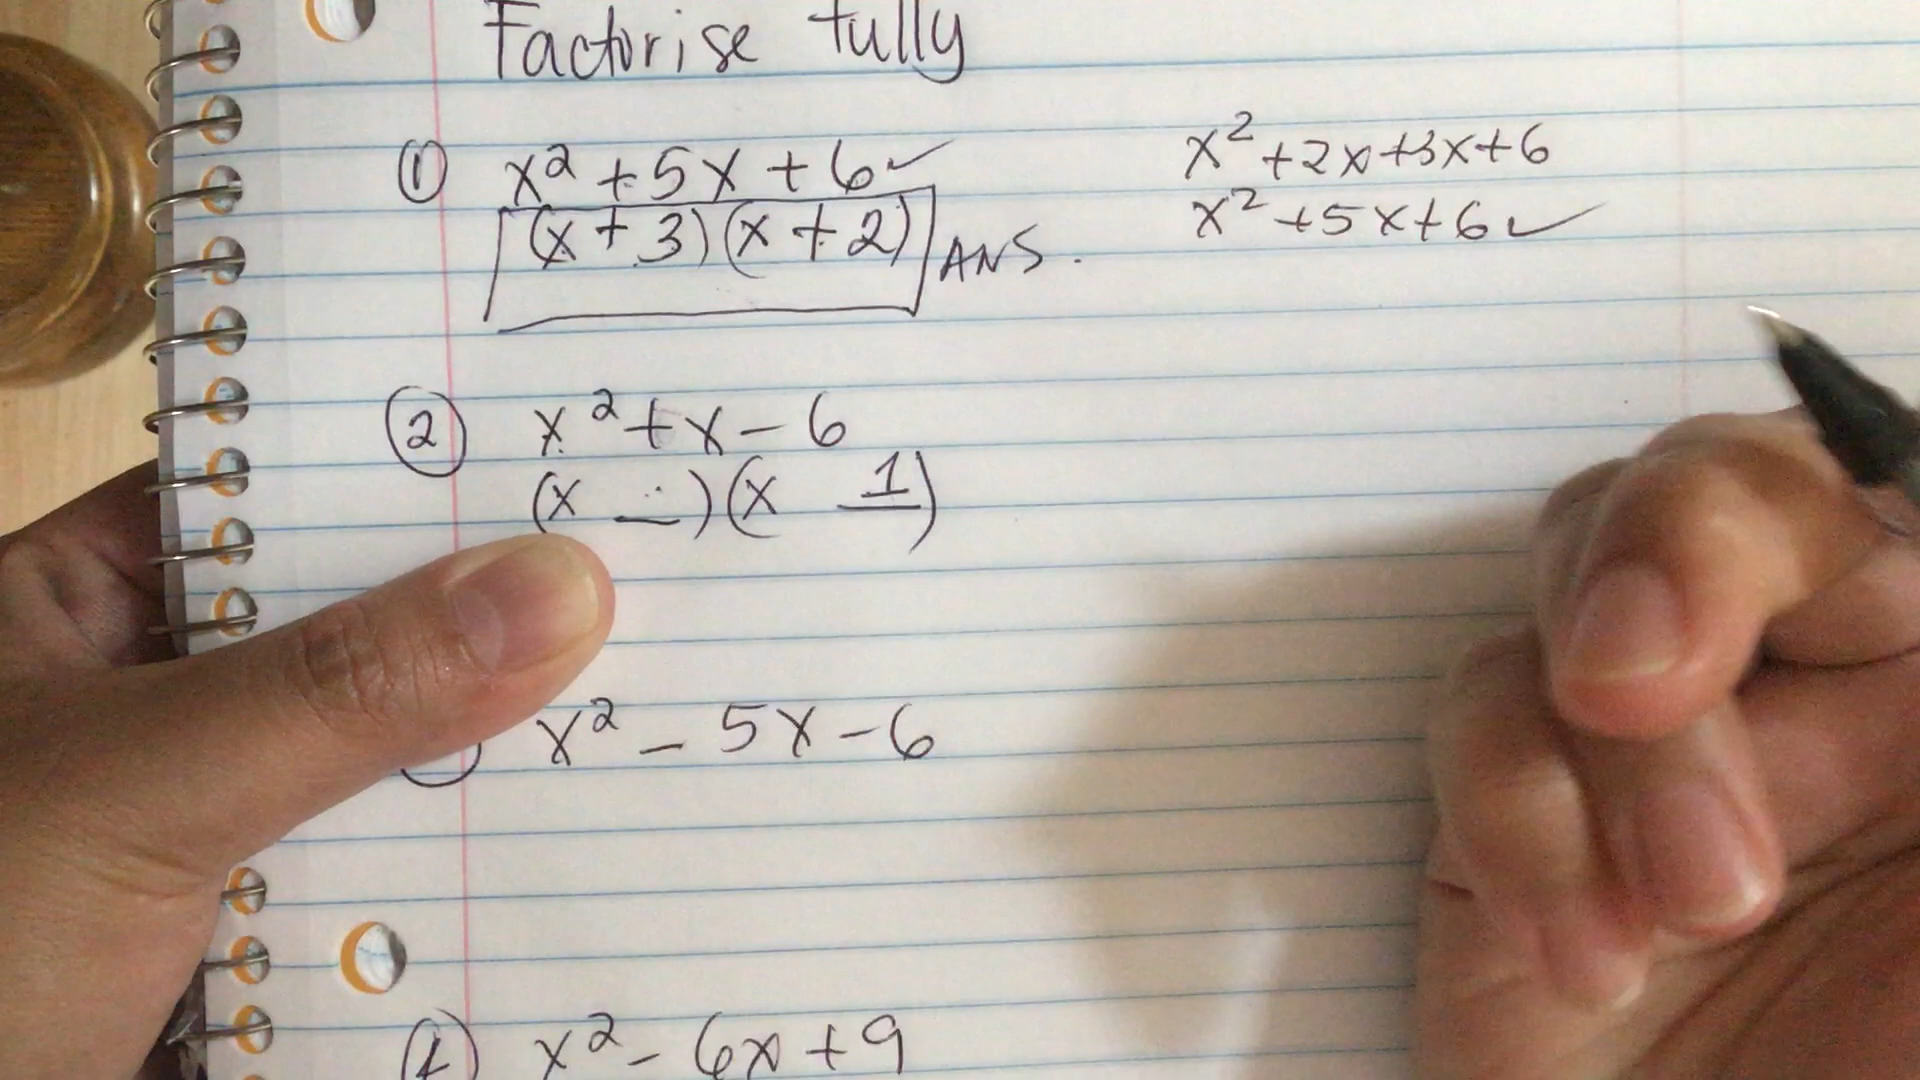 Factorise fully
① x² + 5x + 6 ✓
(x + 3)(x + 2) ANS.
x² + 2x + 3x + 6
x² + 5x + 6 ✓
② x² + x - 6
(x _)(x 1)
x² - 5x - 6
x² - 6x + 9